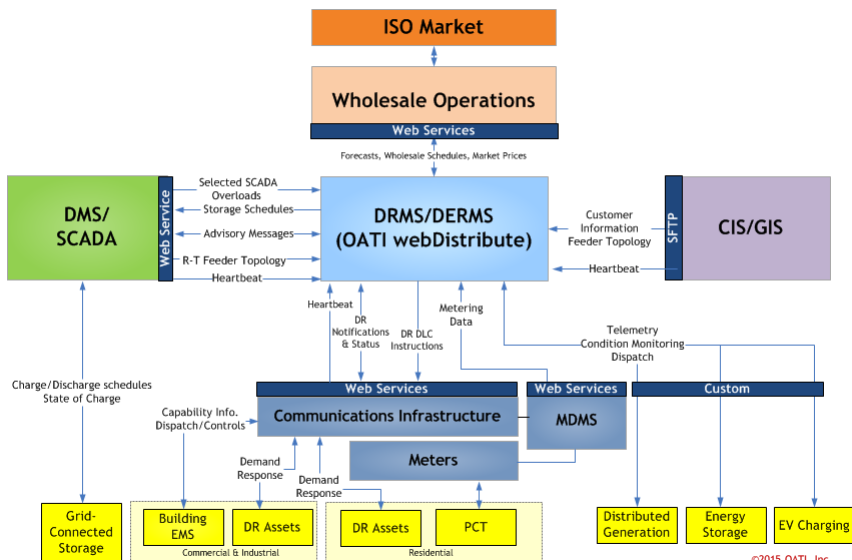 ISO Market
Wholesale Operations
Web Services
Forecasts, Wholesale Schedules, Market Prices
DMS/
SCADA
Web Service
Selected SCADA
Overloads
Storage Schedules
Advisory Messages
R-T Feeder Topology
Heartbeat
DRMS/DERMS
(OATI webDistribute)
Customer
Information
Feeder Topology
Heartbeat
SFTP
CIS/GIS
Heartbeat
DR
Notifications
& Status
DR DLC
Instructions
Metering
Data
Telemetry
Condition Monitoring
Dispatch
Charge/Discharge schedules
State of Charge
Web Services
Web Services
Custom
Capability Info.
Dispatch/Controls
Communications Infrastructure
MDMS
Meters
Demand
Response
Demand
Response
Grid-
Connected
Storage
Building
EMS
DR Assets
Commercial & Industrial
DR Assets
PCT
Residential
Distributed
Generation
Energy
Storage
EV Charging
©2015 OATI, Inc.